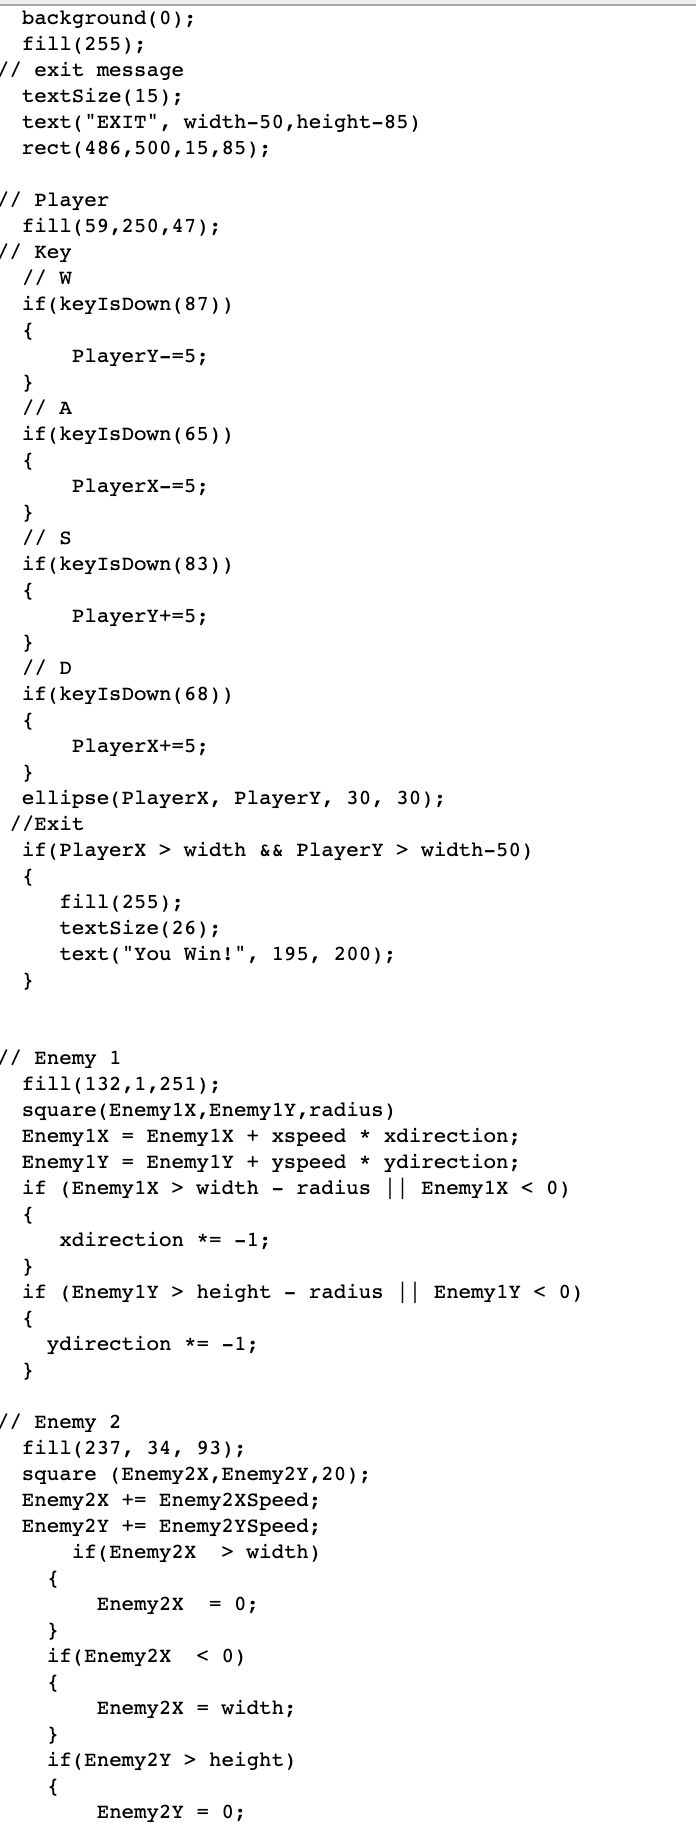 background(0);
fill(255);
// exit message
textSize(15);
text("EXIT", width-50,height-85)
rect(486,500,15,85);
// Player
fill(59,250,47);
// Key
// W
if(keyIsDown(87))
{
PlayerY-=5;
}
// A
if(keyIsDown(65))
{
PlayerX-=5;
}
// S
if(keyIsDown(83))
{
PlayerY+=5;
}
// D
if(keyIsDown(68))
{
PlayerX+=5;
}
ellipse(PlayerX, PlayerY, 30, 30);
//Exit
if(PlayerX > width && PlayerY > width-50)
{
fill(255);
textSize(26);
text("You Win!", 195, 200);
}
// Enemy 1
fill(132,1,251);
square(Enemy1X,Enemy1Y,radius)
Enemy1X = Enemy1X + xspeed * xdirection;
Enemy1Y = Enemy1Y + yspeed * ydirection;
if (Enemy1X > width - radius || Enemy1X < 0)
{
xdirection *= -1;
}
if (Enemy1Y > height - radius || Enemy1Y < 0)
{
ydirection *= -1;
}
// Enemy 2
fill(237, 34, 93);
square (Enemy2X,Enemy2Y,20);
Enemy2X += Enemy2XSpeed;
Enemy2Y += Enemy2YSpeed;
if(Enemy2X  > width)
{
Enemy2X  = 0;
}
if(Enemy2X  < 0)
{
Enemy2X = width;
}
if(Enemy2Y > height)
{
Enemy2Y = 0;